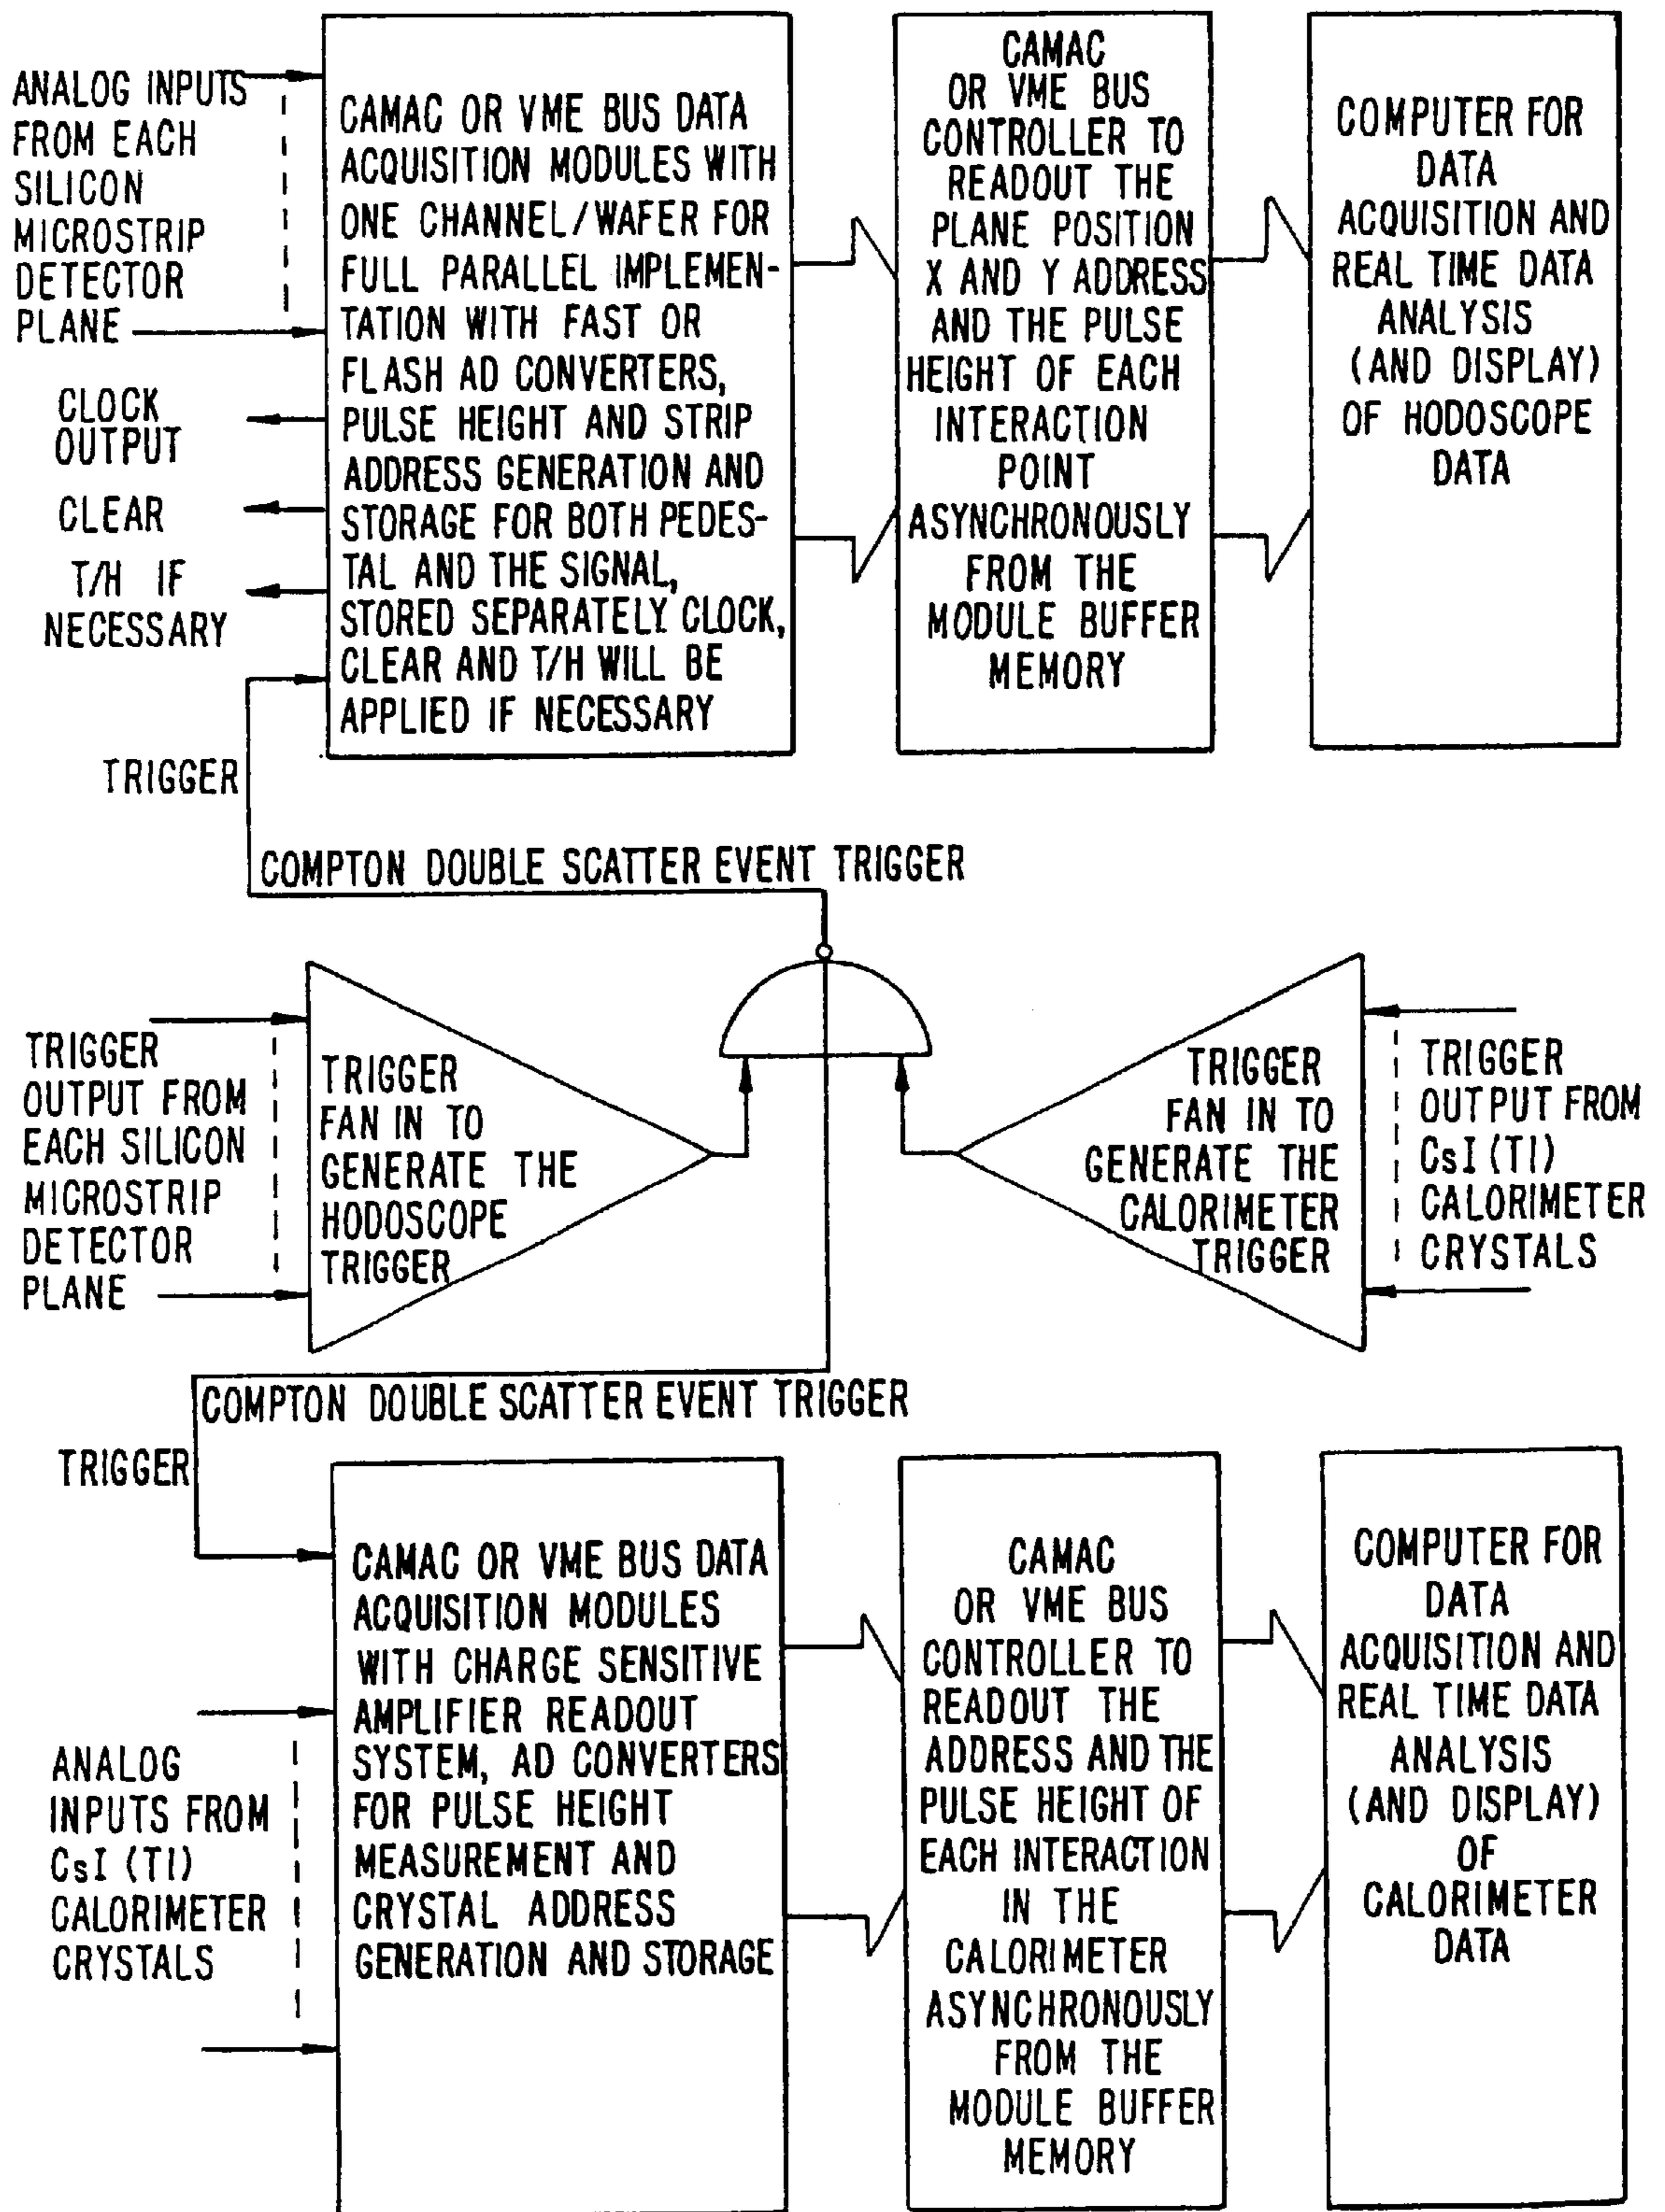 ANALOG INPUTS
FROM EACH
SILICON
MICROSTRIP
DETECTOR
PLANE
CLOCK
OUTPUT
CLEAR
T/H IF
NECESSARY
TRIGGER
CAMAC OR VME BUS DATA
ACQUISITION MODULES WITH
ONE CHANNEL/WAFER FOR
FULL PARALLEL IMPLEMEN-
TATION WITH FAST OR
FLASH AD CONVERTERS,
PULSE HEIGHT AND STRIP
ADDRESS GENERATION AND
STORAGE FOR BOTH PEDES-
TAL AND THE SIGNAL,
STORED SEPARATELY. CLOCK,
CLEAR AND T/H WILL BE
APPLIED IF NECESSARY
CAMAC
OR VME BUS
CONTROLLER TO
READOUT THE
PLANE POSITION
X AND Y ADDRESS
AND THE PULSE
HEIGHT OF EACH
INTERACTION
POINT
ASYNCHRONOUSLY
FROM THE
MODULE BUFFER
MEMORY
COMPUTER FOR
DATA
ACQUISITION AND
REAL TIME DATA
ANALYSIS
(AND DISPLAY)
OF HODOSCOPE
DATA
COMPTON DOUBLE SCATTER EVENT TRIGGER
TRIGGER
OUTPUT FROM
EACH SILICON
MICROSTRIP
DETECTOR
PLANE
TRIGGER
FAN IN TO
GENERATE THE
HODOSCOPE
TRIGGER
TRIGGER
FAN IN TO
GENERATE THE
CALORIMETER
TRIGGER
TRIGGER
OUTPUT FROM
CsI (Tl)
CALORIMETER
CRYSTALS
COMPTON DOUBLE SCATTER EVENT TRIGGER
TRIGGER
ANALOG
INPUTS FROM
CsI (Tl)
CALORIMETER
CRYSTALS
CAMAC OR VME BUS DATA
ACQUISITION MODULES
WITH CHARGE SENSITIVE
AMPLIFIER READOUT
SYSTEM, AD CONVERTERS
FOR PULSE HEIGHT
MEASUREMENT AND
CRYSTAL ADDRESS
GENERATION AND STORAGE
CAMAC
OR VME BUS
CONTROLLER TO
READOUT THE
ADDRESS AND THE
PULSE HEIGHT OF
EACH INTERACTION
IN THE
CALORIMETER
ASYNCHRONOUSLY
FROM THE
MODULE BUFFER
MEMORY
COMPUTER FOR
DATA
ACQUISITION AND
REAL TIME DATA
ANALYSIS
(AND DISPLAY)
OF
CALORIMETER
DATA